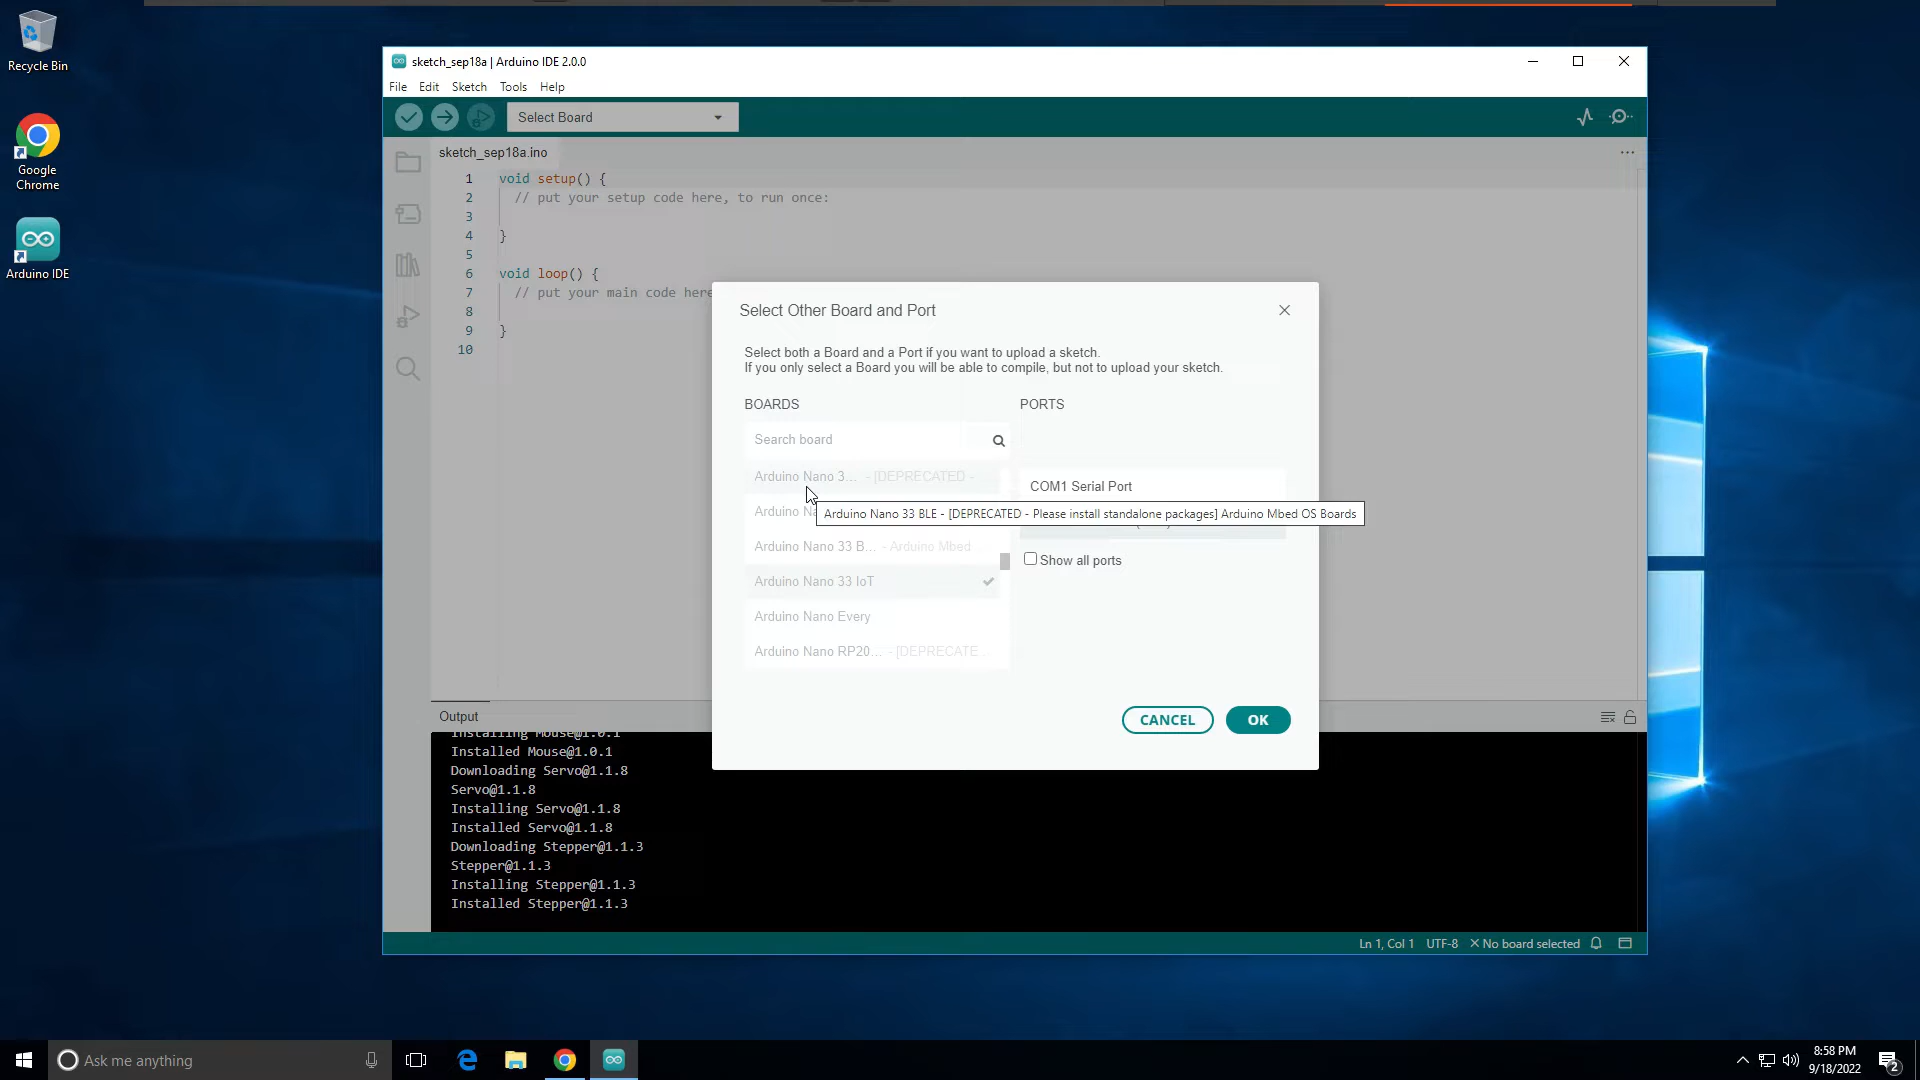 Recycle Bin
Google
Chrome
Arduino IDE
sketch_sep18a | Arduino IDE 2.0.0
File Edit Sketch Tools Help
Select Board
sketch_sep18a.ino
1 void setup() {
2 // put your setup code here, to run once:
3
4 }
5
6 void loop() {
7 // put your main code here
8
9 }
10
Select Other Board and Port
Select both a Board and a Port if you want to upload a sketch.
If you only select a Board you will be able to compile, but not to upload your sketch.
BOARDS
PORTS
Search board
Arduino Nano 3... - [DEPRECATED -
COM1 Serial Port
Arduino Na
Arduino Nano 33 BLE - [DEPRECATED - Please install standalone packages] Arduino Mbed OS Boards
Arduino Nano 33 B... - Arduino Mbed
Show all ports
Arduino Nano 33 IoT
Arduino Nano Every
Arduino Nano RP20... - [DEPRECATE
CANCEL
OK
Output
Installing Mouse@1.0.1
Installed Mouse@1.0.1
Downloading Servo@1.1.8
Servo@1.1.8
Installing Servo@1.1.8
Installed Servo@1.1.8
Downloading Stepper@1.1.3
Stepper@1.1.3
Installing Stepper@1.1.3
Installed Stepper@1.1.3
Ln 1, Col 1 UTF-8 No board selected
Ask me anything
8:58 PM
9/18/2022
2